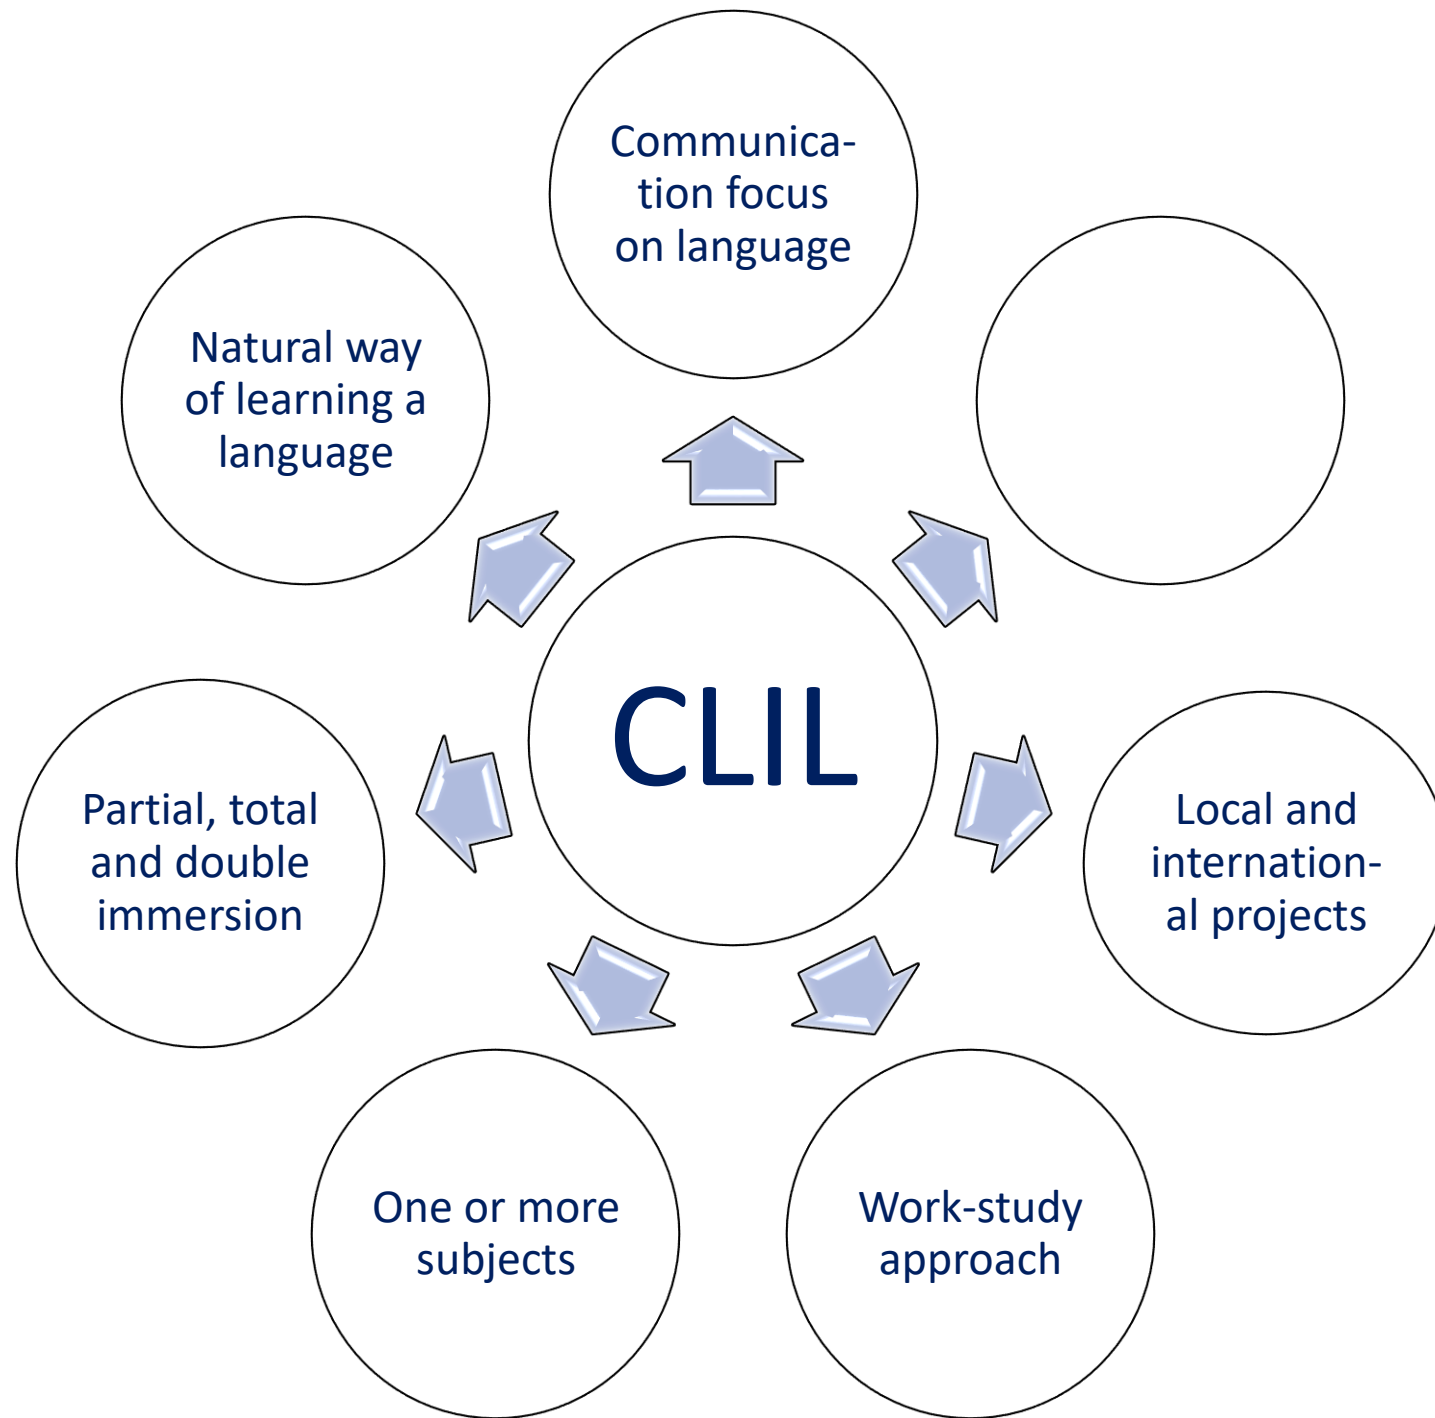 Communica-
tion focus
on language
Natural way
of learning a
language
CLIL
Partial, total
and double
immersion
Local and
internation-
al projects
One or more
subjects
Work-study
approach